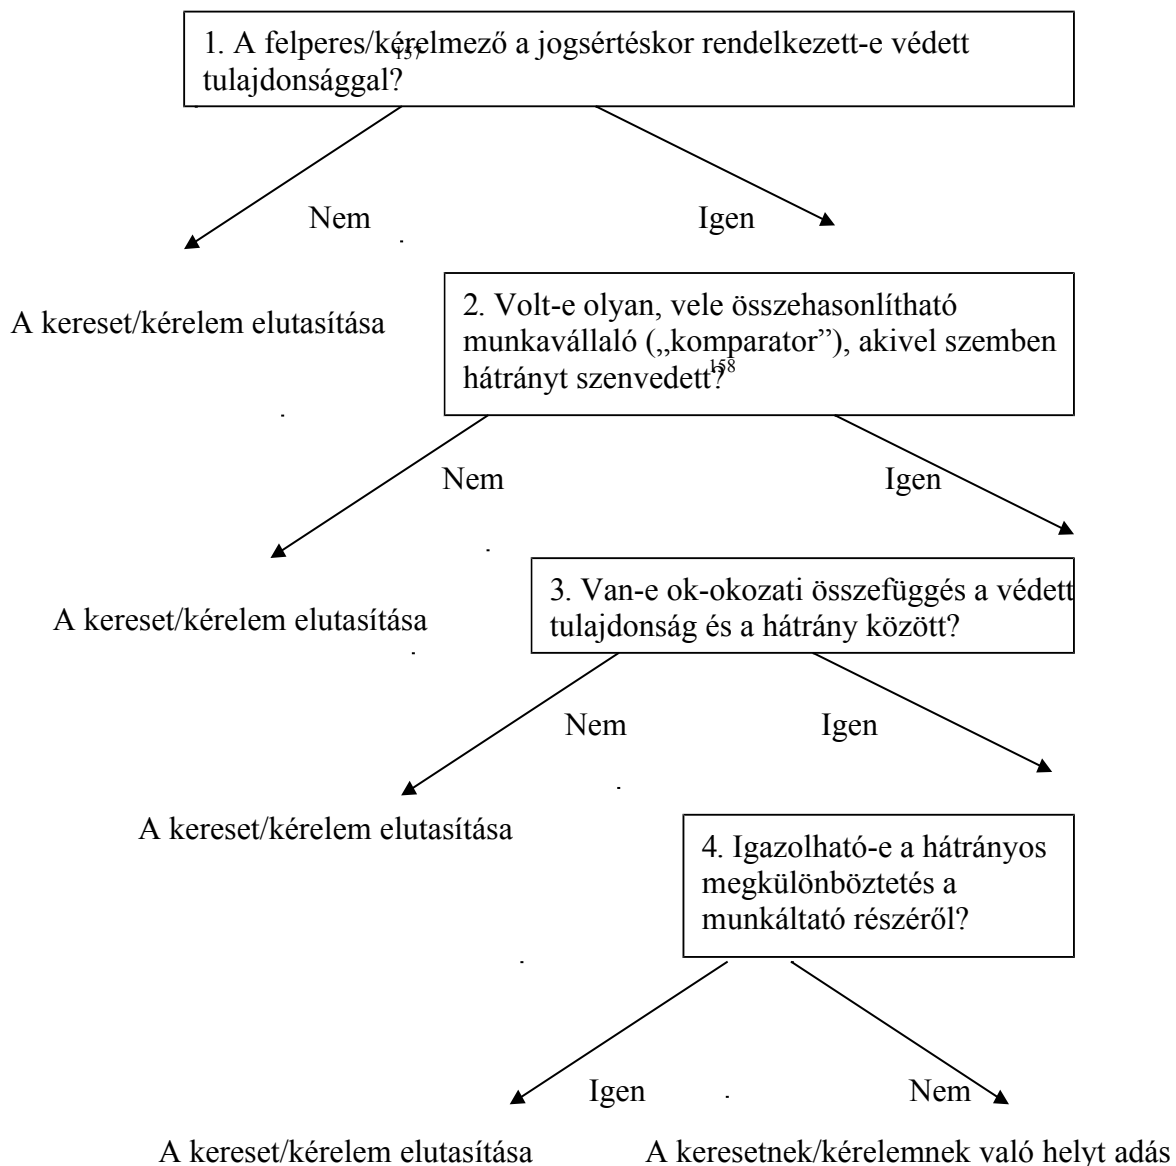 1. A felperes/kérelmező a jogsértéskor rendelkezett-e védett
tulajdonsággal?157
Nem
Igen
A kereset/kérelem elutasítása
2. Volt-e olyan, vele összehasonlítható
munkavállaló („komparator”), akivel szemben
hátrányt szenvedett?158
Nem
Igen
A kereset/kérelem elutasítása
3. Van-e ok-okozati összefüggés a védett
tulajdonság és a hátrány között?
Nem
Igen
A kereset/kérelem elutasítása
4. Igazolható-e a hátrányos
megkülönböztetés a
munkáltató részéről?
Igen
Nem
A kereset/kérelem elutasítása
A keresetnek/kérelemnek való helyt adás